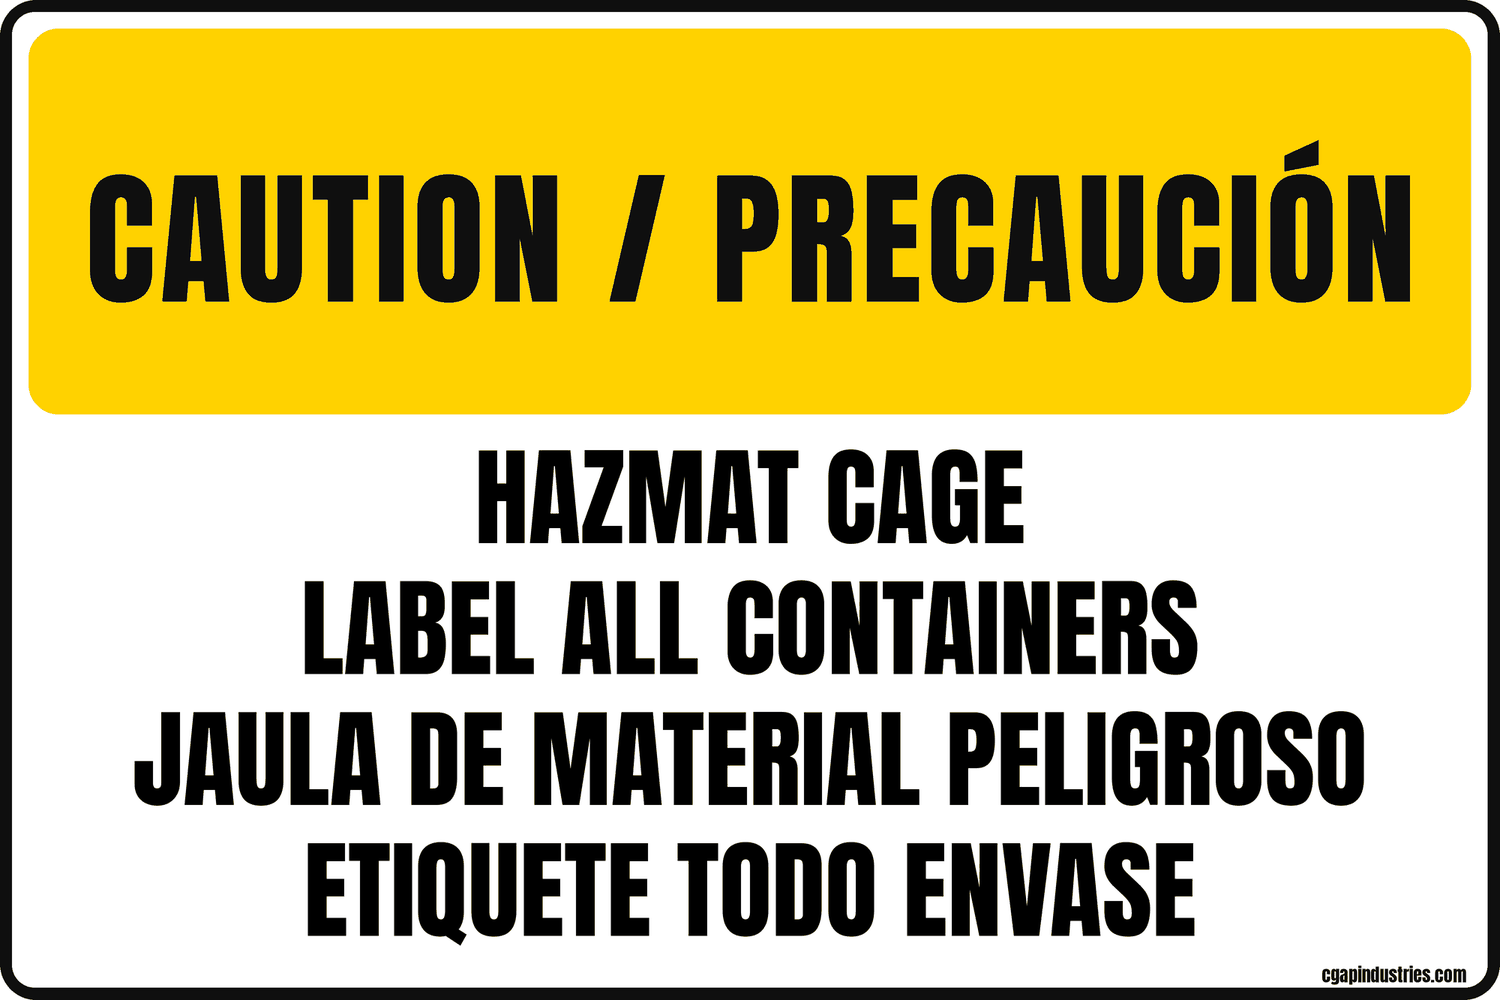 CAUTION / PRECAUCIÓN
HAZMAT CAGE
LABEL ALL CONTAINERS
JAULA DE MATERIAL PELIGROSO
ETIQUETE TODO ENVASE
cgapindustries.com